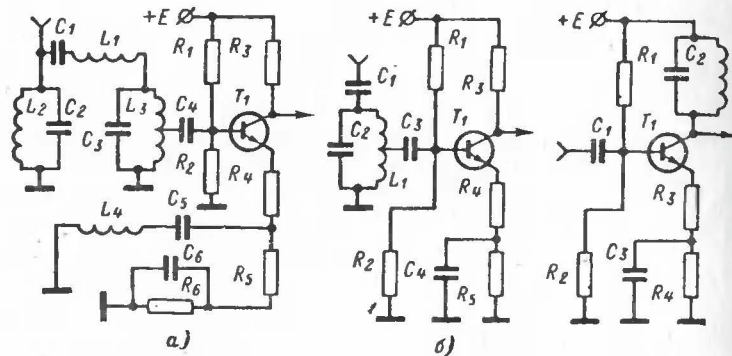 +E
C1
L1
R1
R3
L2
C2
C3
L3
C4
T1
R2
R4
L4
C5
C6
R6
R5
а)
+E
R1
C1
R3
C2
C3
T1
L1
R4
R2
C4
R5
б)
+E
R1
C2
C1
T1
R3
R2
C3
R4